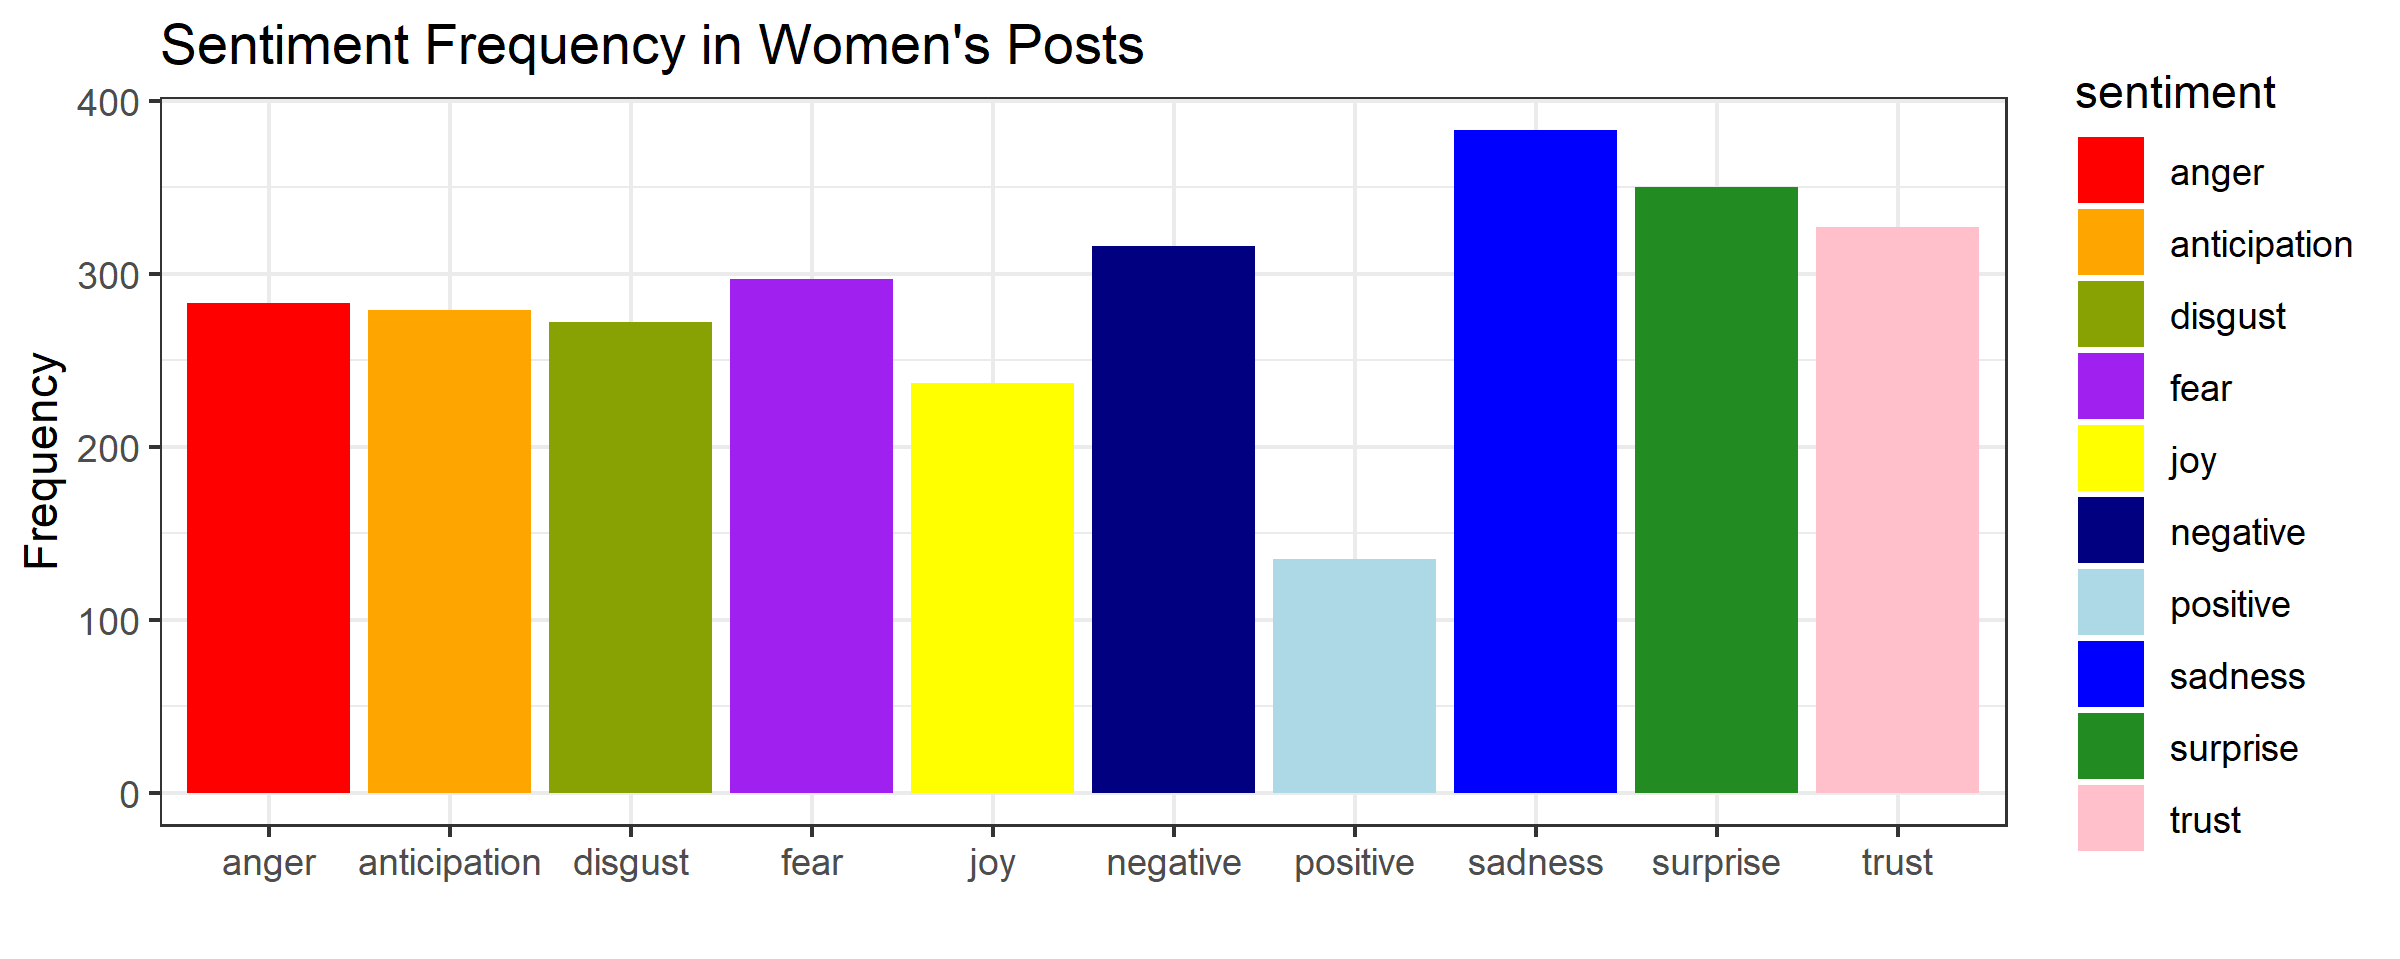 Sentiment Frequency in Women's Posts
Frequency
400
300
200
100
0
anger anticipation disgust fear joy negative positive sadness surprise trust
sentiment
anger
anticipation
disgust
fear
joy
negative
positive
sadness
surprise
trust